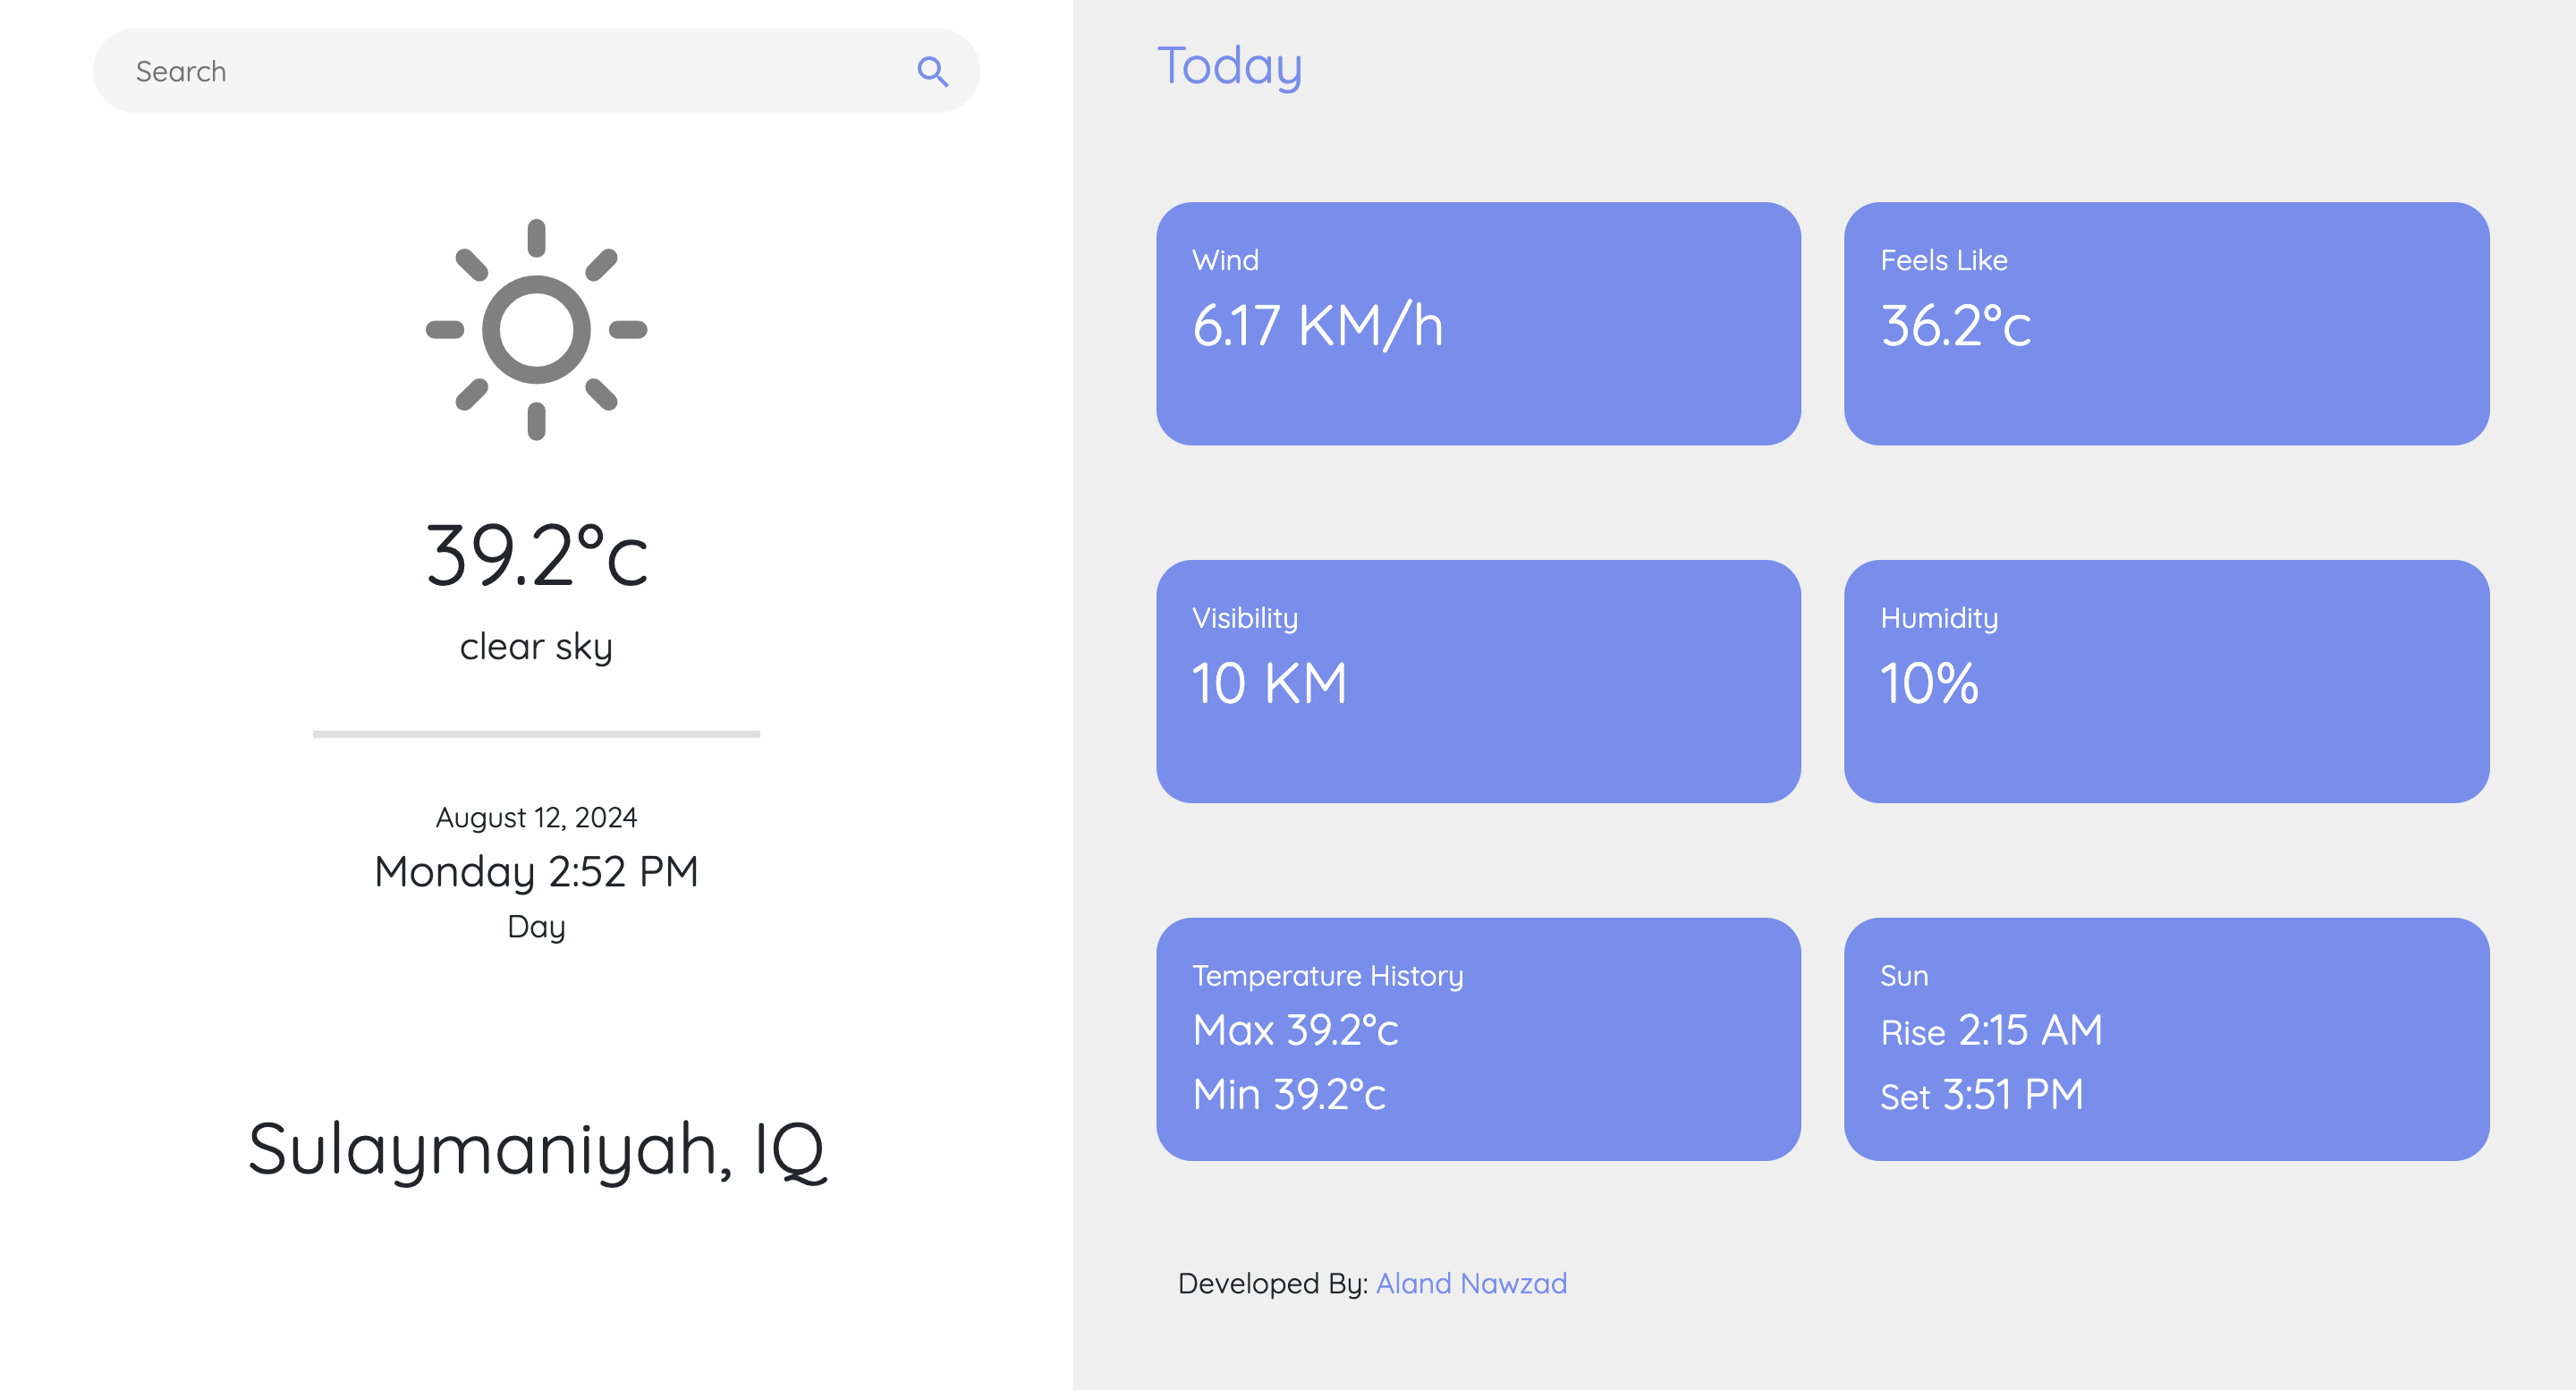 Search
39.2°c
clear sky
August 12, 2024
Monday 2:52 PM
Day
Sulaymaniyah, IQ
Today
Wind
6.17 KM/h
Feels Like
36.2°c
Visibility
10 KM
Humidity
10%
Temperature History
Max 39.2°c
Min 39.2°c
Sun
Rise 2:15 AM
Set 3:51 PM
Developed By: Aland Nawzad